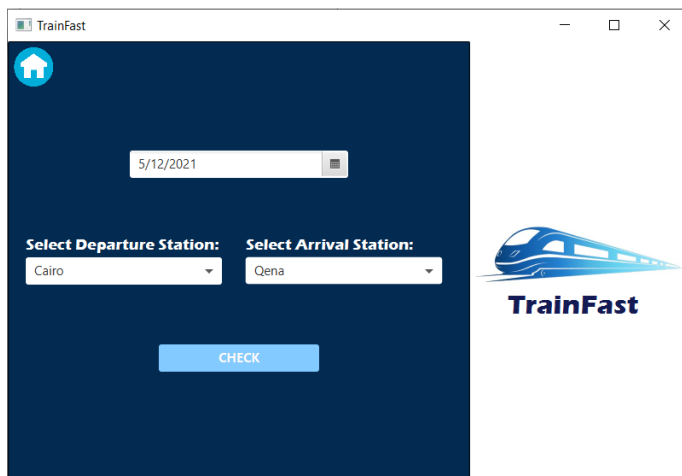 TrainFast
5/12/2021
Select Departure Station: Select Arrival Station:
Cairo Qena
CHECK
TrainFast